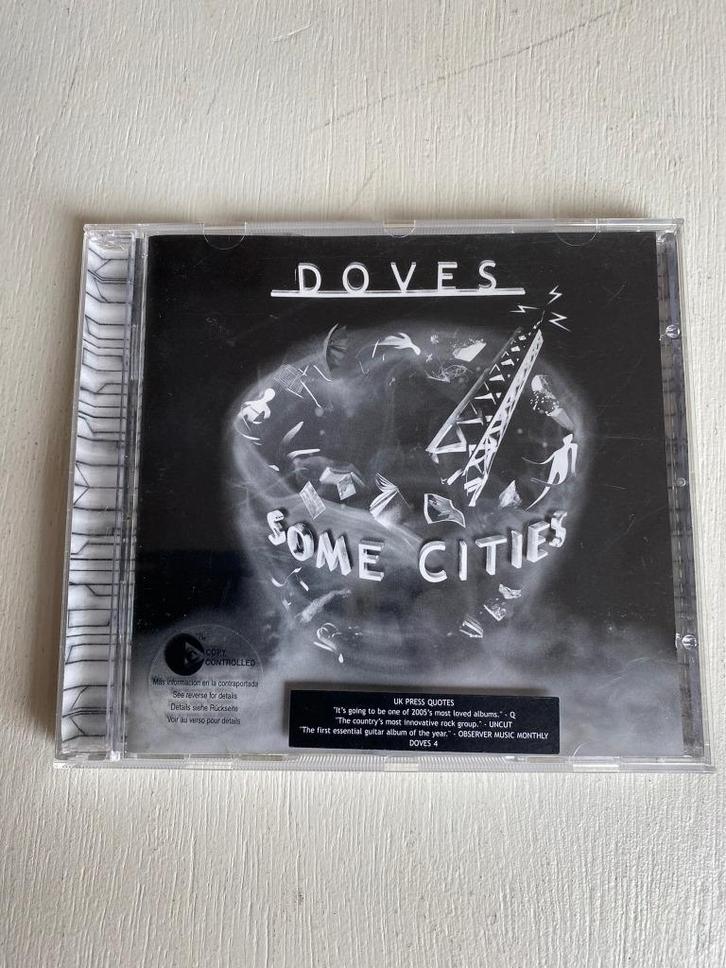 DOVES
SOME CITIES
COPY
CONTROLLED
Más información en la contraportada
See reverse for details
Details siehe Rückseite
Voir au verso pour détails
UK PRESS QUOTES
"It's going to be one of 2005's most loved albums." - Q
"The country's most innovative rock group." - UNCUT
"The first essential guitar album of the year." - OBSERVER MUSIC MONTHLY
DOVES 4